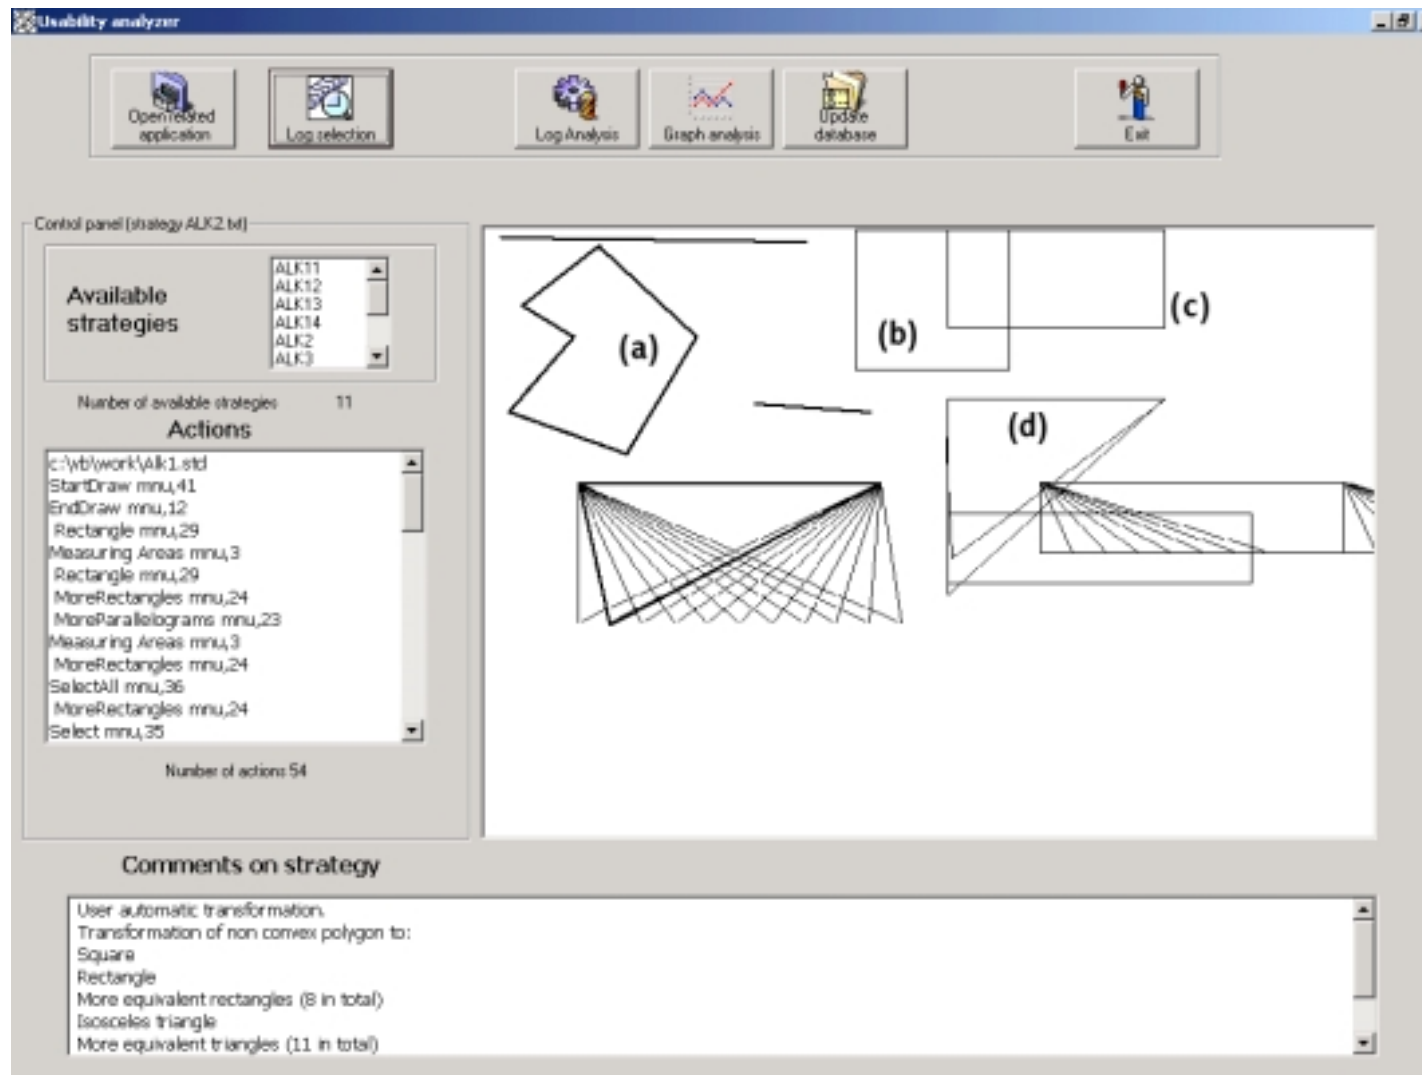 Usability analyzer
Open related
application
Log selection
Log Analysis
Graph analysis
Update
database
Exit
Control panel (strategy ALK2.txt)
Available
strategies
ALK11
ALK12
ALK13
ALK14
ALK2
ALK3
Number of available strategies 11
Actions
c:\vb\work\Alk1.std
StartDraw mnu,41
EndDraw mnu,12
Rectangle mnu,29
Measuring Areas mnu,3
Rectangle mnu,29
MoreRectangles mnu,24
MoreParallelograms mnu,23
Measuring Areas mnu,3
MoreRectangles mnu,24
SelectAll mnu,36
MoreRectangles mnu,24
Select mnu,35
Number of actions 54
(a)
(b)
(c)
(d)
Comments on strategy
User automatic transformation.
Transformation of non convex polygon to:
Square
Rectangle
More equivalent rectangles (8 in total)
Isosceles triangle
More equivalent triangles (11 in total)